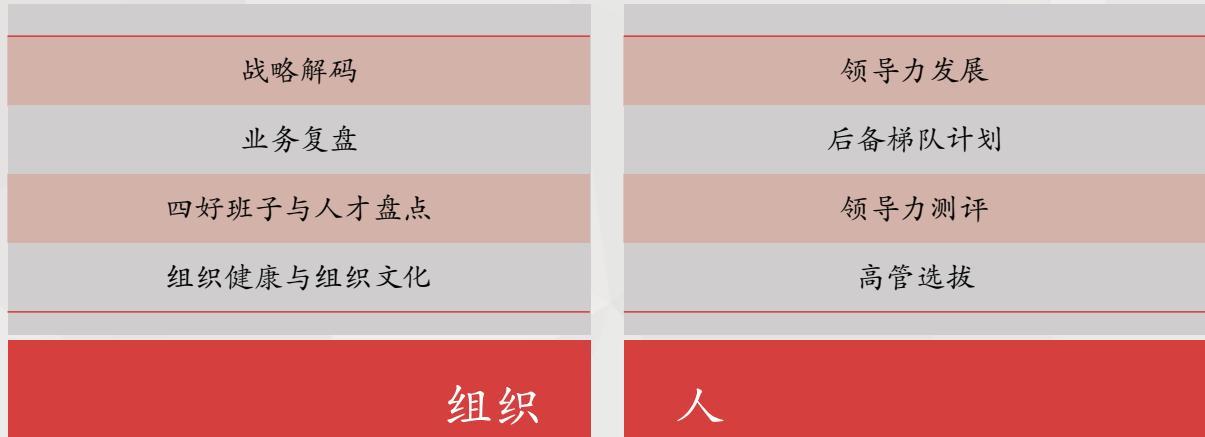 战略解码
业务复盘
四好班子与人才盘点
组织健康与组织文化
组织
领导力发展
后备梯队计划
领导力测评
高管选拔
人